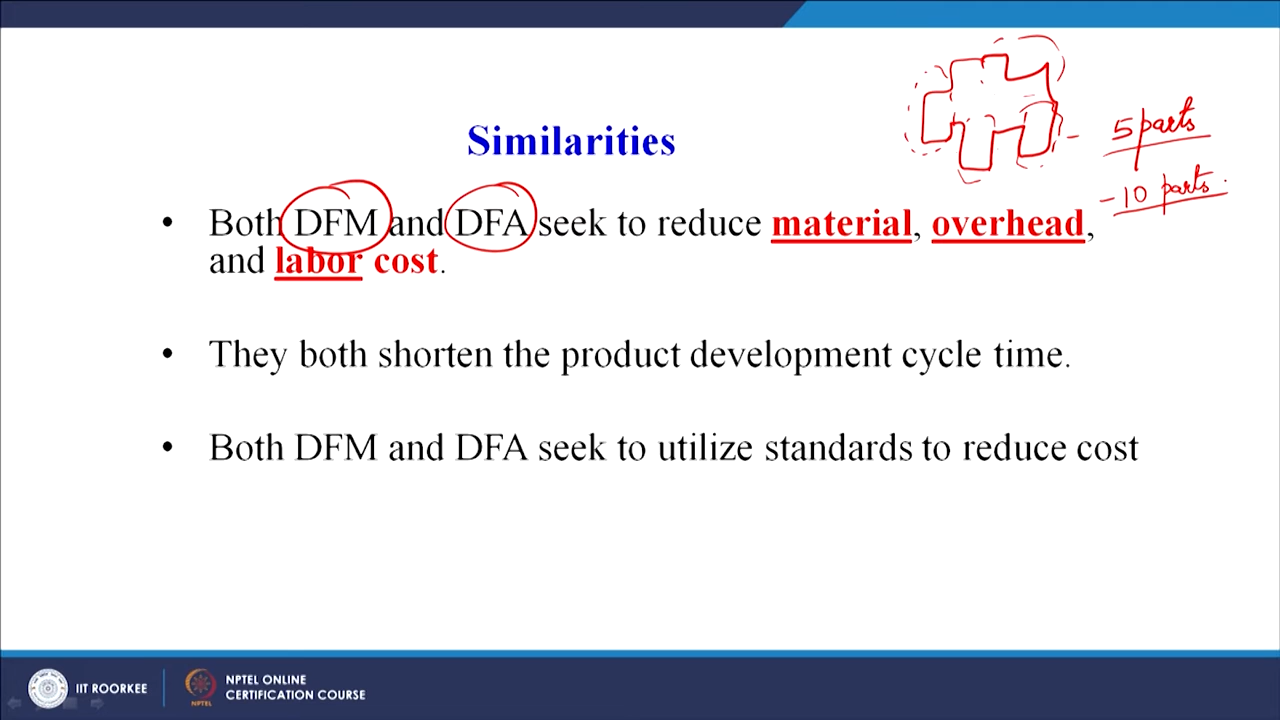 Similarities
5 parts
- 10 parts.
• Both DFM and DFA seek to reduce material, overhead,
and labor cost.
• They both shorten the product development cycle time.
• Both DFM and DFA seek to utilize standards to reduce cost
IIT ROORKEE
NPTEL
NPTEL ONLINE
CERTIFICATION COURSE